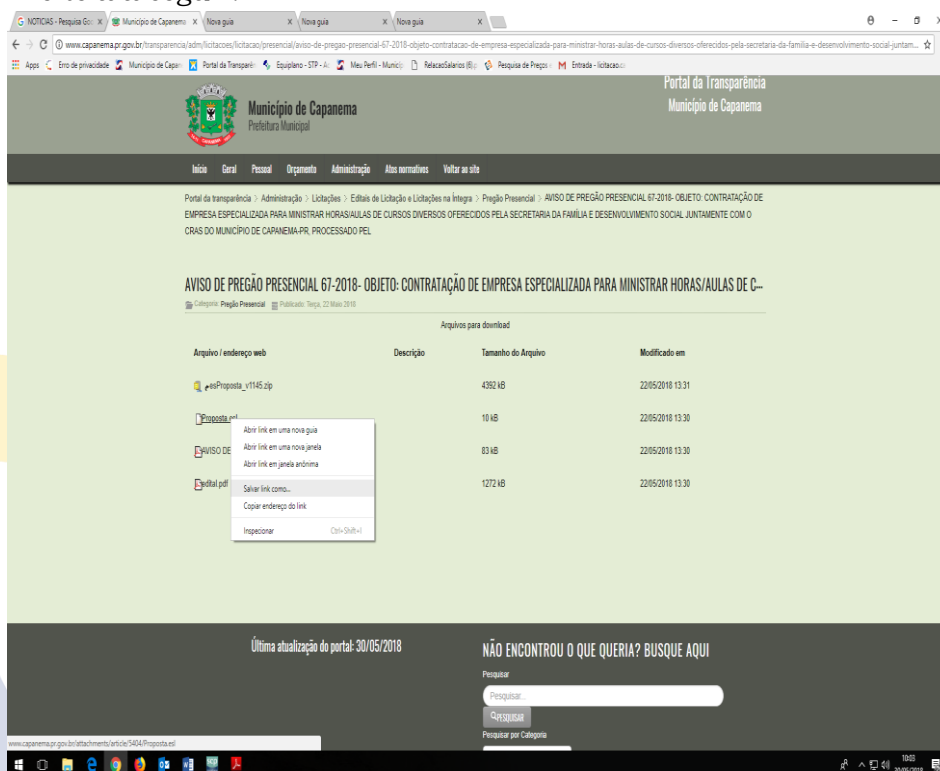 NOTICIAS - Pesquisa Goo
Município de Capanema
Nova guia
Nova guia
Nova guia
www.capanema.pr.gov.br/transparencia/adm/licitacoes/licitacao/presencial/aviso-de-pregao-presencial-67-2018-objeto-contratacao-de-empresa-especializada-para-ministrar-horas-aulas-de-cursos-diversos-oferecidos-pela-secretaria-da-familia-e-desenvolvimento-social-juntam...
Apps Erro de privacidade Município de Capan Portal da Transparên Equiplano - STP - Ac Meu Perfil - Municíp RelacaoSalarios (8).p Pesquisa de Preços Entrada - licitacao.c
Município de Capanema
Prefeitura Municipal
Portal da Transparência
Município de Capanema
Início Geral Pessoal Orçamento Administração Atos normativos Voltar ao site
Portal da transparência > Administração > Licitações > Editais de Licitação e Licitações na Íntegra > Pregão Presencial > AVISO DE PREGÃO PRESENCIAL 67-2018- OBJETO: CONTRATAÇÃO DE
EMPRESA ESPECIALIZADA PARA MINISTRAR HORAS/AULAS DE CURSOS DIVERSOS OFERECIDOS PELA SECRETARIA DA FAMÍLIA E DESENVOLVIMENTO SOCIAL JUNTAMENTE COM O
CRAS DO MUNICÍPIO DE CAPANEMA-PR, PROCESSADO PEL
AVISO DE PREGÃO PRESENCIAL 67-2018- OBJETO: CONTRATAÇÃO DE EMPRESA ESPECIALIZADA PARA MINISTRAR HORAS/AULAS DE C...
Categoria: Pregão Presencial Publicado: Terça, 22 Maio 2018
Arquivos para download
Arquivo / endereço web Descrição Tamanho do Arquivo Modificado em
esProposta_v1145.zip 4392 kB 22/05/2018 13:31
Proposta.esl 10 kB 22/05/2018 13:30
AVISO DE 83 kB 22/05/2018 13:30
edital.pdf 1272 kB 22/05/2018 13:30
Abrir link em uma nova guia
Abrir link em uma nova janela
Abrir link em janela anônima
Salvar link como...
Copiar endereço do link
Inspecionar Ctrl+Shift+I
Última atualização do portal: 30/05/2018
NÃO ENCONTROU O QUE QUERIA? BUSQUE AQUI
Pesquisar
Pesquisar...
PESQUISAR
Pesquisar por Categoria
www.capanema.pr.gov.br/attachments/article/5404/Proposta.esl
10:03